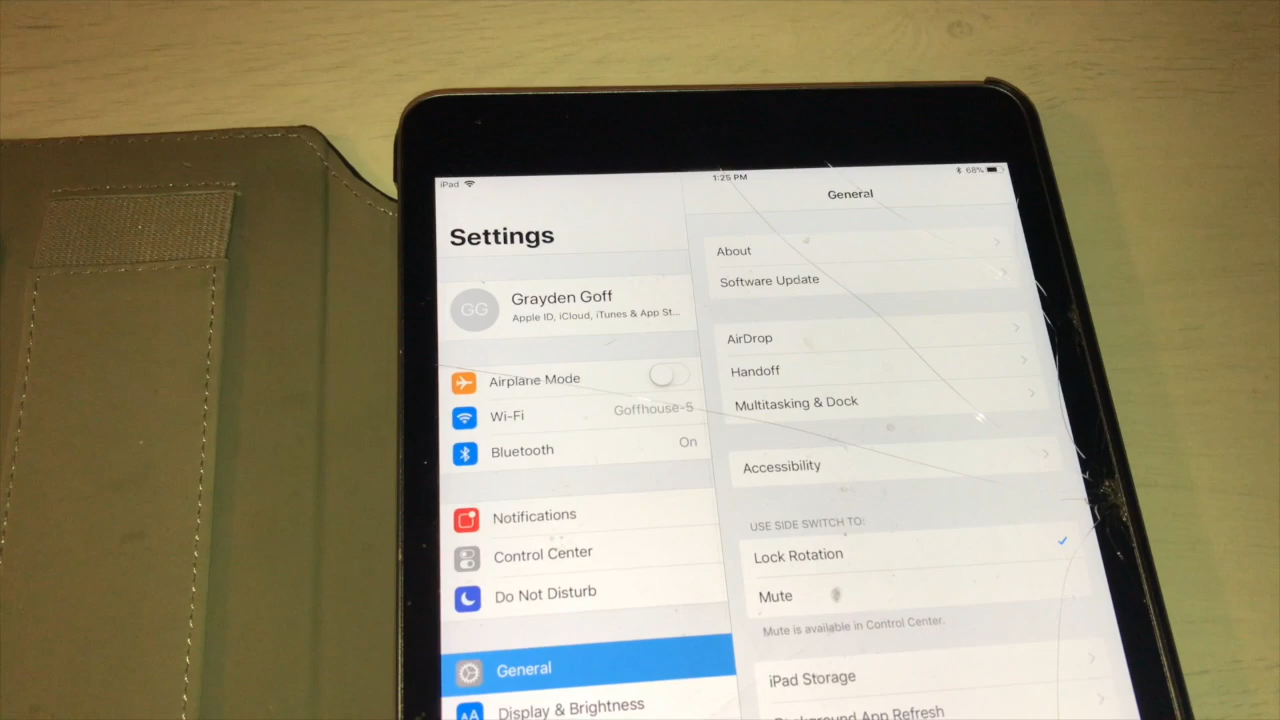 iPad
1:25 PM
68%
Settings
General
GG
Grayden Goff
Apple ID, iCloud, iTunes & App St...
Airplane Mode
Wi-Fi
Goffhouse-5
Bluetooth
On
Notifications
Control Center
Do Not Disturb
General
AA
Display & Brightness
About
Software Update
AirDrop
Handoff
Multitasking & Dock
Accessibility
USE SIDE SWITCH TO:
Lock Rotation
Mute
Mute is available in Control Center.
iPad Storage
Background App Refresh